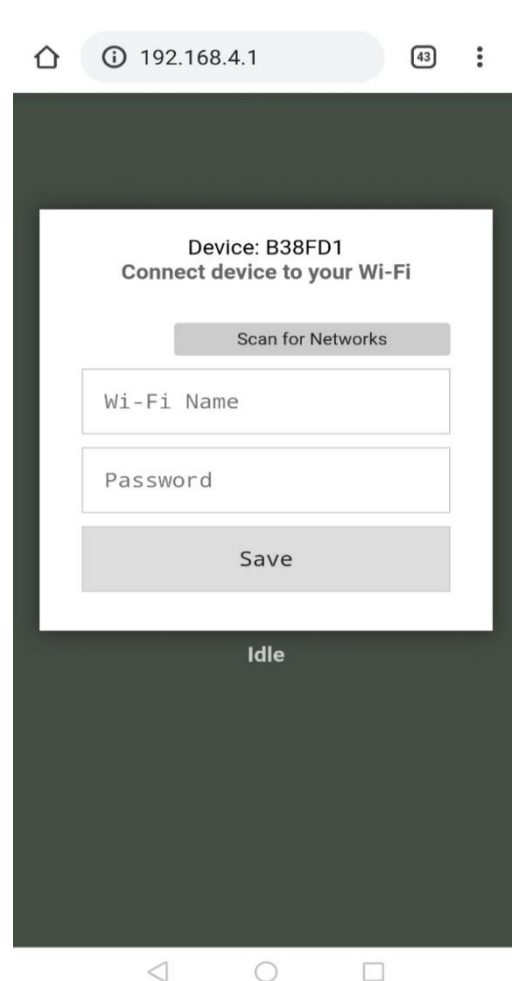 192.168.4.1
43
Device: B38FD1
Connect device to your Wi-Fi
Scan for Networks
Wi-Fi Name
Password
Save
Idle